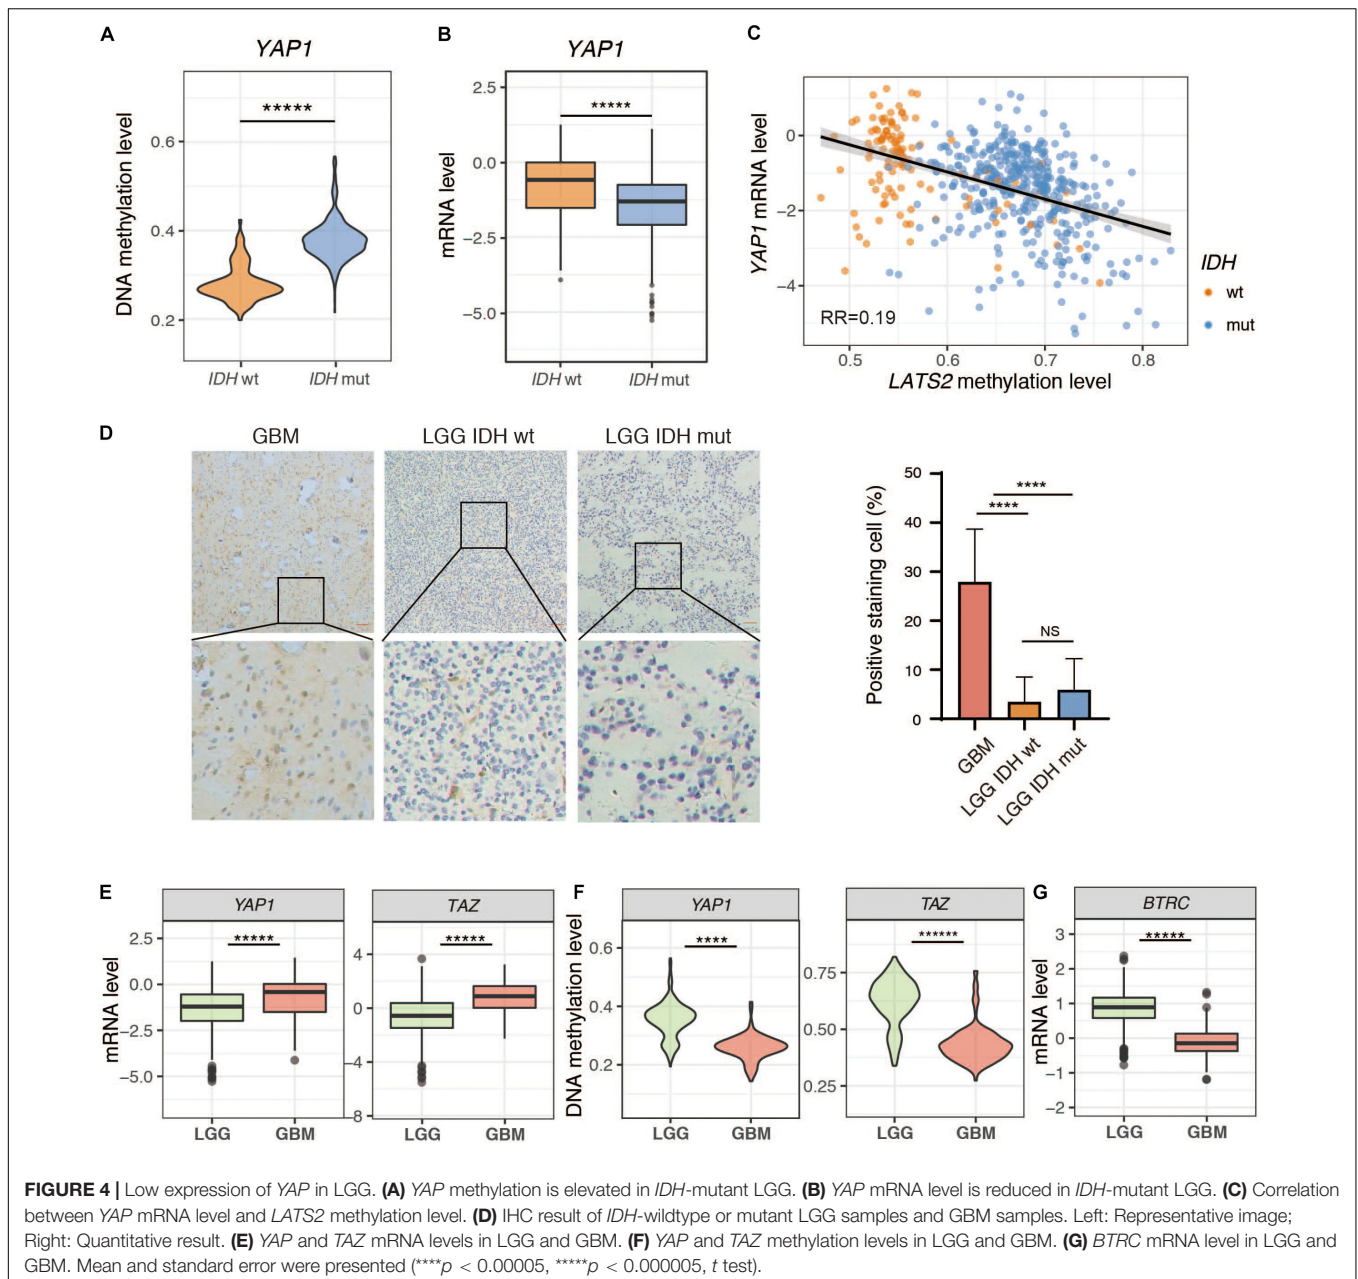 A
YAP1
*****
DNA methylation level
0.6
0.4
0.2
IDH wt
IDH mut
B
YAP1
*****
mRNA level
2.5
0.0
−2.5
−5.0
IDH wt
IDH mut
C
YAP1 mRNA level
0
−2
−4
RR=0.19
0.5
0.6
0.7
0.8
LATS2 methylation level
IDH
wt
mut
D
GBM
LGG IDH wt
LGG IDH mut
Positive staining cell (%)
50
40
30
20
10
0
****
****
NS
GBM
LGG IDH wt
LGG IDH mut
E
YAP1
*****
mRNA level
2.5
0.0
−2.5
−5.0
LGG
GBM
TAZ
*****
4
0
−4
−8
LGG
GBM
F
YAP1
****
DNA methylation level
0.6
0.4
0.2
LGG
GBM
TAZ
******
0.75
0.50
0.25
LGG
GBM
G
BTRC
*****
mRNA level
3
2
1
0
−1
−2
LGG
GBM
FIGURE 4 | Low expression of YAP in LGG. (A) YAP methylation is elevated in IDH-mutant LGG. (B) YAP mRNA level is reduced in IDH-mutant LGG. (C) Correlation
between YAP mRNA level and LATS2 methylation level. (D) IHC result of IDH-wildtype or mutant LGG samples and GBM samples. Left: Representative image;
Right: Quantitative result. (E) YAP and TAZ mRNA levels in LGG and GBM. (F) YAP and TAZ methylation levels in LGG and GBM. (G) BTRC mRNA level in LGG and
GBM. Mean and standard error were presented (****p < 0.00005, *****p < 0.000005, t test).